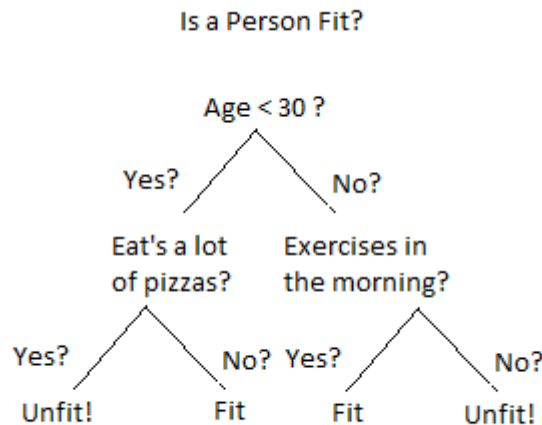 Is a Person Fit?
Age < 30 ?
Yes?
No?
Eat's a lot
of pizzas?
Exercises in
the morning?
Yes?
No?
Yes?
No?
Unfit!
Fit
Fit
Unfit!